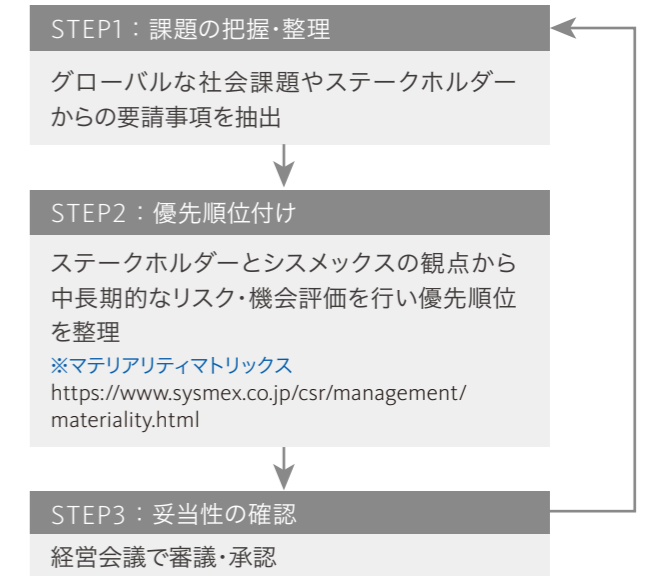 STEP1：課題の把握･整理
グローバルな社会課題やステークホルダー
からの要請事項を抽出
STEP2：優先順位付け
ステークホルダーとシスメックスの観点から
中長期的なリスク･機会評価を行い優先順位
を整理
※マテリアリティマトリックス
https://www.sysmex.co.jp/csr/management/
materiality.html
STEP3：妥当性の確認
経営会議で審議･承認